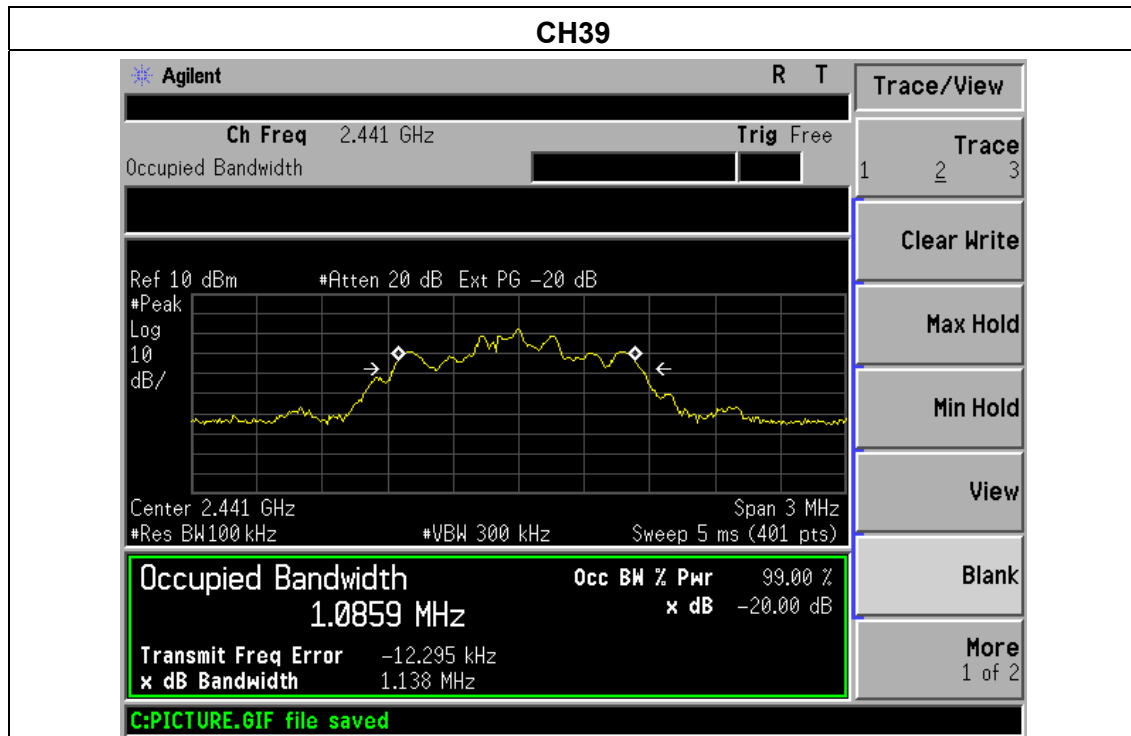 CH39
Agilent R T
Trace/View
Ch Freq 2.441 GHz Trig Free
Occupied Bandwidth
Trace
1 2 3
Clear Write
Ref 10 dBm #Atten 20 dB Ext PG -20 dB
#Peak
Log
10
dB/
Max Hold
Min Hold
View
Center 2.441 GHz Span 3 MHz
#Res BW 100 kHz #VBW 300 kHz Sweep 5 ms (401 pts)
Occupied Bandwidth Occ BW % Pwr 99.00 %
1.0859 MHz x dB -20.00 dB
Blank
Transmit Freq Error -12.295 kHz
x dB Bandwidth 1.138 MHz
More
1 of 2
C:PICTURE.GIF file saved